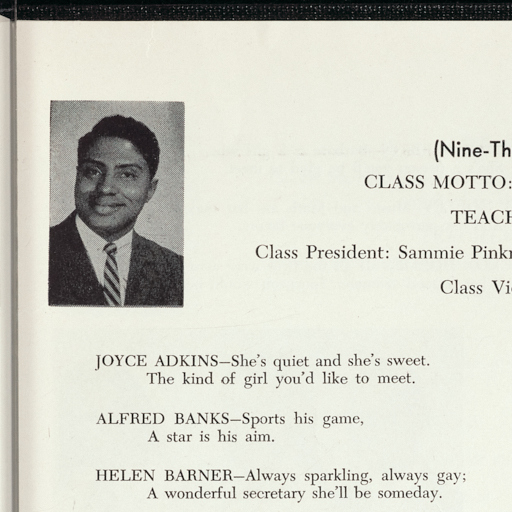 (Nine-Th
CLASS MOTTO:
TEACH
Class President: Sammie Pinkn
Class Vi
JOYCE ADKINS—She's quiet and she's sweet.
The kind of girl you'd like to meet.
ALFRED BANKS—Sports his game,
A star is his aim.
HELEN BARNER—Always sparkling, always gay;
A wonderful secretary she'll be someday.